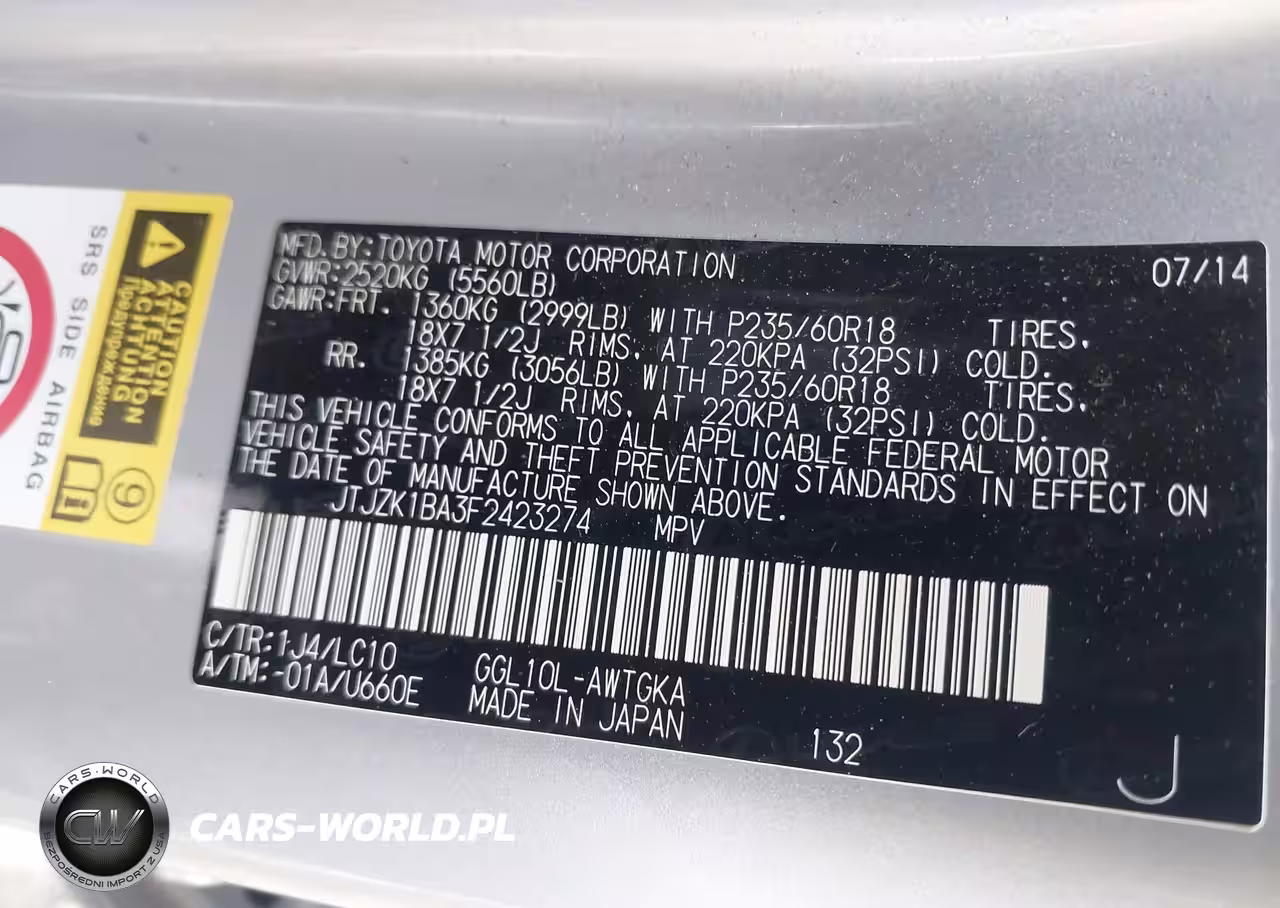 SRS SIDE AIRBAG
CAUTION
ATTENTION
ACHTUNG
Предупреждение
MFD.BY:TOYOTA MOTOR CORPORATION 07/14
GVWR:2520KG (5560LB)
GAWR:FRT. 1360KG (2999LB) WITH P235/60R18 TIRES,
18X7 1/2J RIMS, AT 220KPA (32PSI) COLD.
RR. 1385KG (3056LB) WITH P235/60R18 TIRES,
18X7 1/2J RIMS, AT 220KPA (32PSI) COLD.
THIS VEHICLE CONFORMS TO ALL APPLICABLE FEDERAL MOTOR
VEHICLE SAFETY AND THEFT PREVENTION STANDARDS IN EFFECT ON
THE DATE OF MANUFACTURE SHOWN ABOVE.
JTJZK1BA3F2423274 MPV
C/TR:1J4/LC10
A/TM:-01A/U660E
GGL10L-AWTGKA
MADE IN JAPAN
132
J
CARS-WORLD
CW
BEZPOŚREDNI IMPORT Z USA
CARS-WORLD.PL